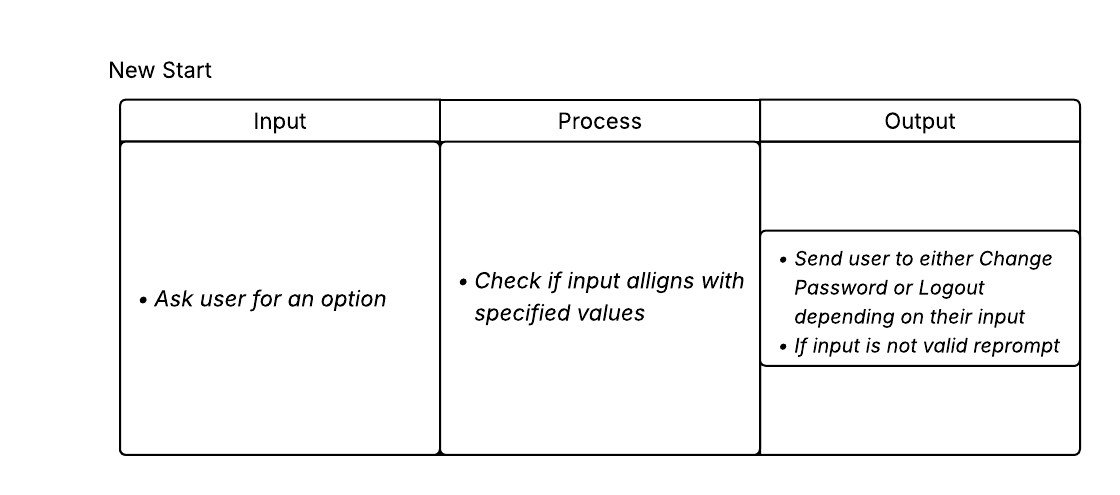 New Start
Input
Process
Output
• Ask user for an option
• Check if input alligns with
specified values
• Send user to either Change
Password or Logout
depending on their input
• If input is not valid reprompt